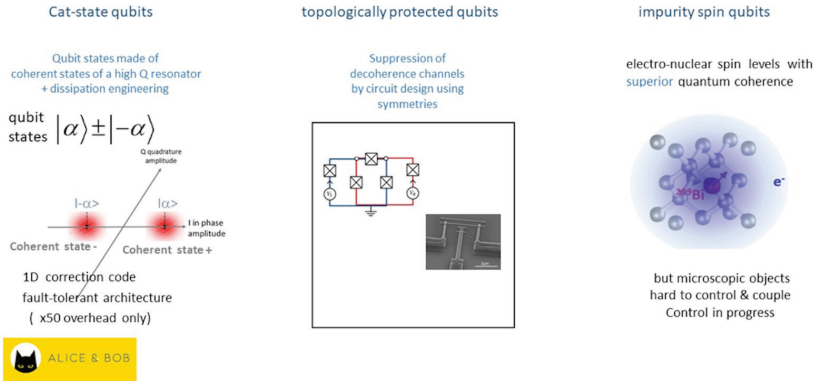 Cat-state qubits
Qubit states made of
coherent states of a high Q resonator
+ dissipation engineering
qubit
states |α⟩±|−α⟩
Q quadrature
amplitude
I-α>
Iα>
I in phase
amplitude
Coherent state -
Coherent state +
1D correction code
fault-tolerant architecture
( x50 overhead only)
ALICE & BOB
topologically protected qubits
Suppression of
decoherence channels
by circuit design using
symmetries
impurity spin qubits
electro-nuclear spin levels with
superior quantum coherence
e-
but microscopic objects
hard to control & couple
Control in progress